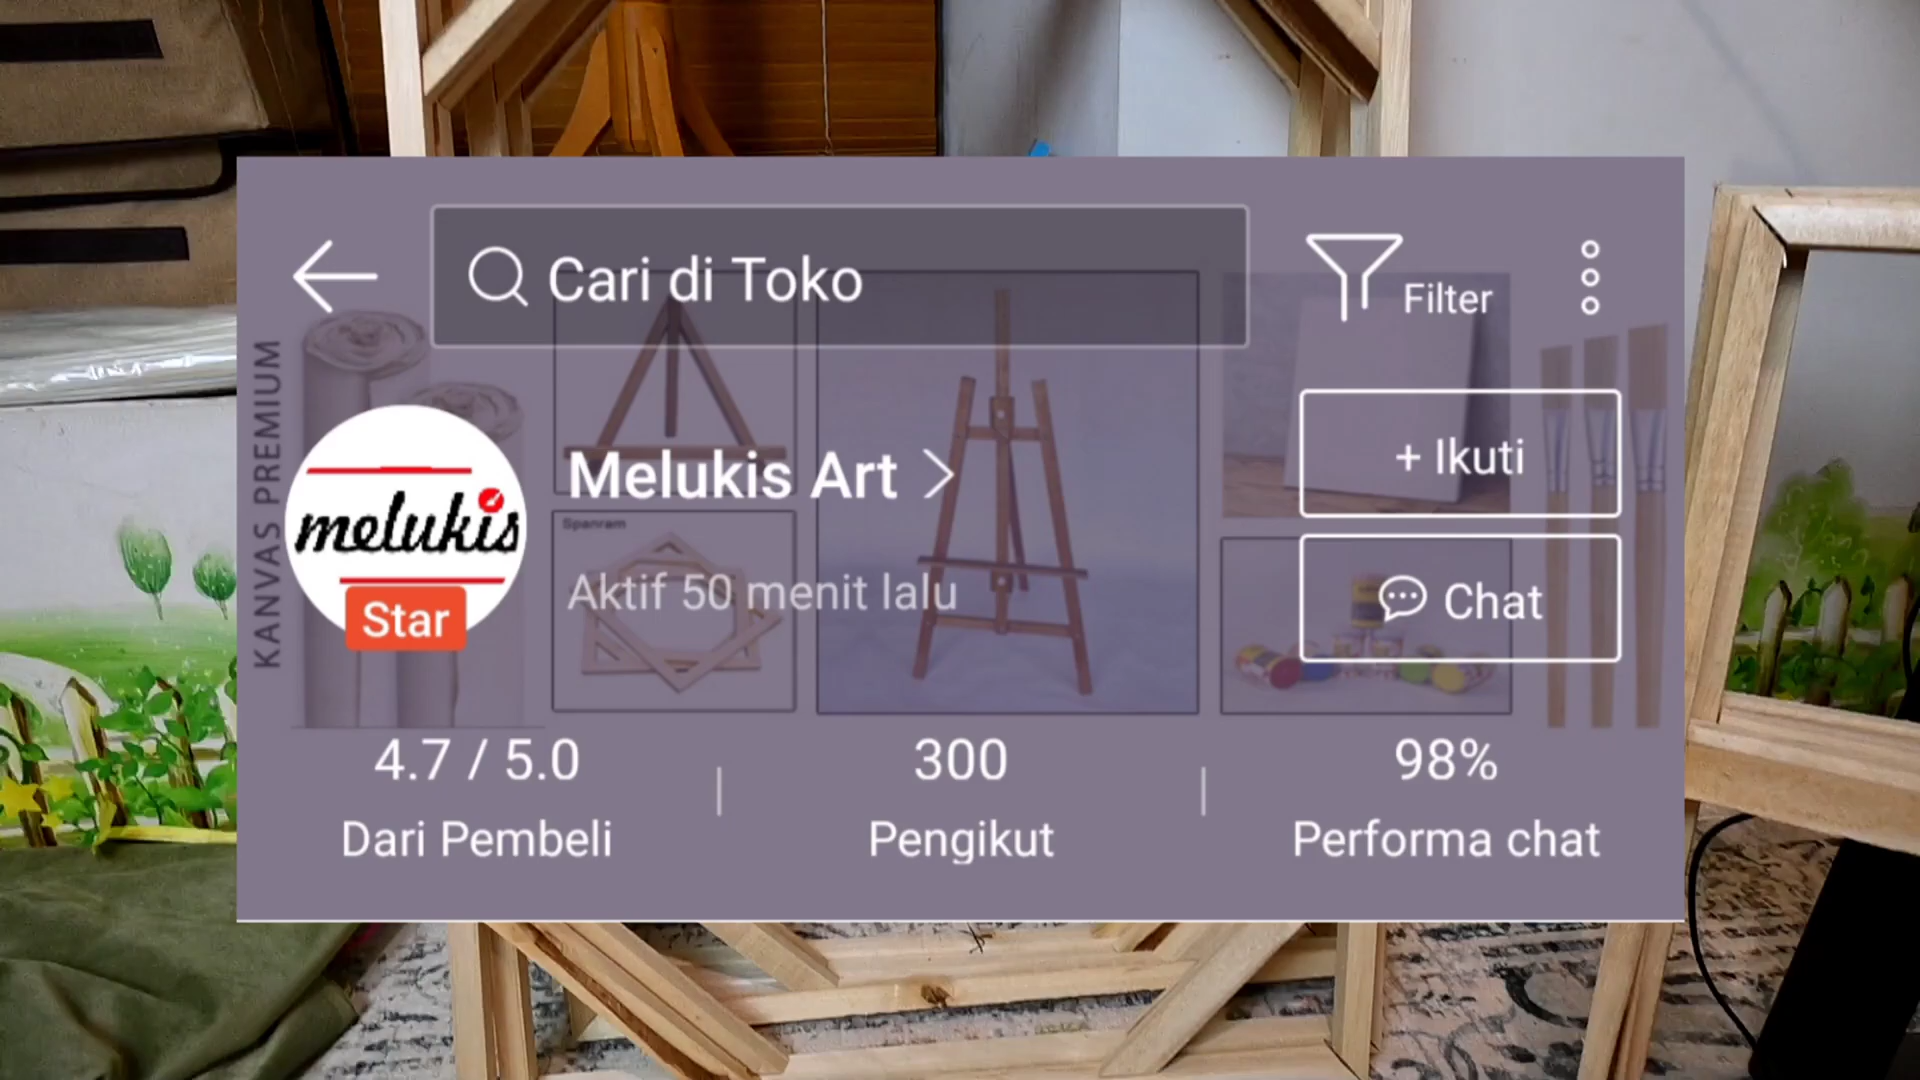 Cari di Toko
Filter
KANVAS PREMIUM
melukis
Star
Melukis Art
Aktif 50 menit lalu
Spanram
+ Ikuti
Chat
4.7 / 5.0
Dari Pembeli
300
Pengikut
98%
Performa chat